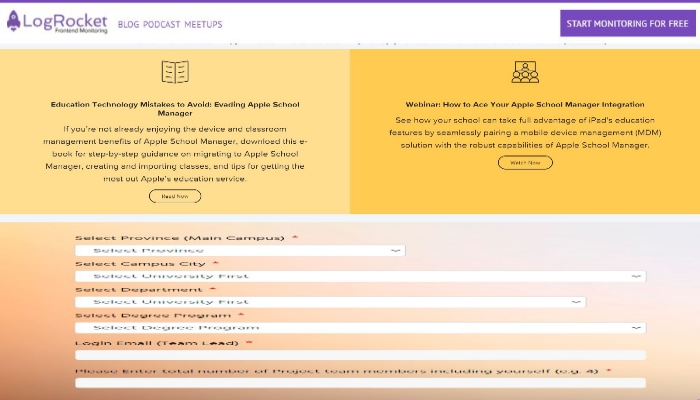 LogRocket
Frontend Monitoring
BLOG PODCAST MEETUPS
START MONITORING FOR FREE
Education Technology Mistakes to Avoid: Evading Apple School
Manager
If you're not already enjoying the device and classroom
management benefits of Apple School Manager, download this e-
book for step-by-step guidance on migrating to Apple School
Manager, creating and importing classes, and tips for getting the
most out Apple's education service.
Read Now
Webinar: How to Ace Your Apple School Manager Integration
See how your school can take full advantage of iPad's education
features by seamlessly pairing a mobile device management (MDM)
solution with the robust capabilities of Apple School Manager.
Watch Now
Select Province (Main Campus) *
Select Province
Select Campus City *
Select University First
Select Department *
Select University First
Select Degree Program *
Select Degree Program
Login Email (Team Lead) *
Please Enter total number of Project team members including yourself (e.g. 4) *